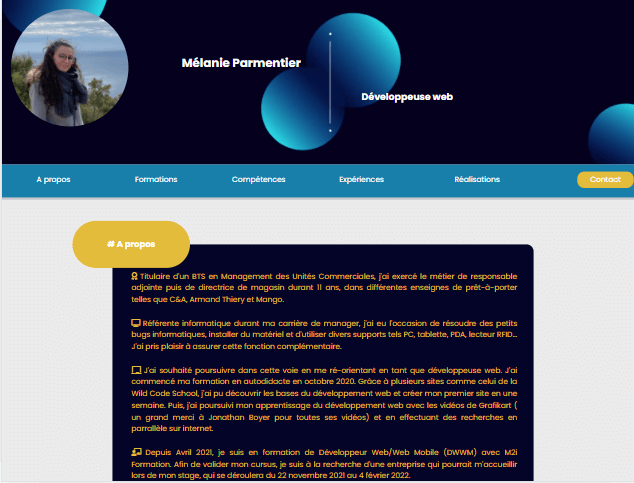 Mélanie Parmentier
Développeuse web
A propos Formations Compétences Expériences Réalisations Contact
# A propos
Titulaire d'un BTS en Management des Unités Commerciales, j'ai exercé le métier de responsable
adjointe puis de directrice de magasin durant 11 ans, dans différentes enseignes de prêt-à-porter
telles que C&A, Armand Thiery et Mango.
Référente informatique durant ma carrière de manager, j'ai eu l'occasion de résoudre des petits
bugs informatiques, installer du matériel et d'utiliser divers supports tels PC, tablette, PDA, lecteur RFID...
J'ai pris plaisir à assurer cette fonction complémentaire.
J'ai souhaité poursuivre dans cette voie en me ré-orientant en tant que développeuse web. J'ai
commencé ma formation en autodidacte en octobre 2020. Grâce à plusieurs sites comme celui de la
Wild Code School, j'ai pu découvrir les bases du développement web et créer mon premier site en une
semaine. Puis, j'ai poursuivi mon apprentissage du développement web avec les vidéos de Grafikart (
un grand merci à Jonathan Boyer pour toutes ses vidéos) et en effectuant des recherches en
parallèle sur internet.
Depuis Avril 2021, je suis en formation de Développeur Web/Web Mobile (DWWM) avec M2i
Formation. Afin de valider mon cursus, je suis à la recherche d'une entreprise qui pourrait m'accueillir
lors de mon stage, qui se déroulera du 22 novembre 2021 au 4 février 2022.